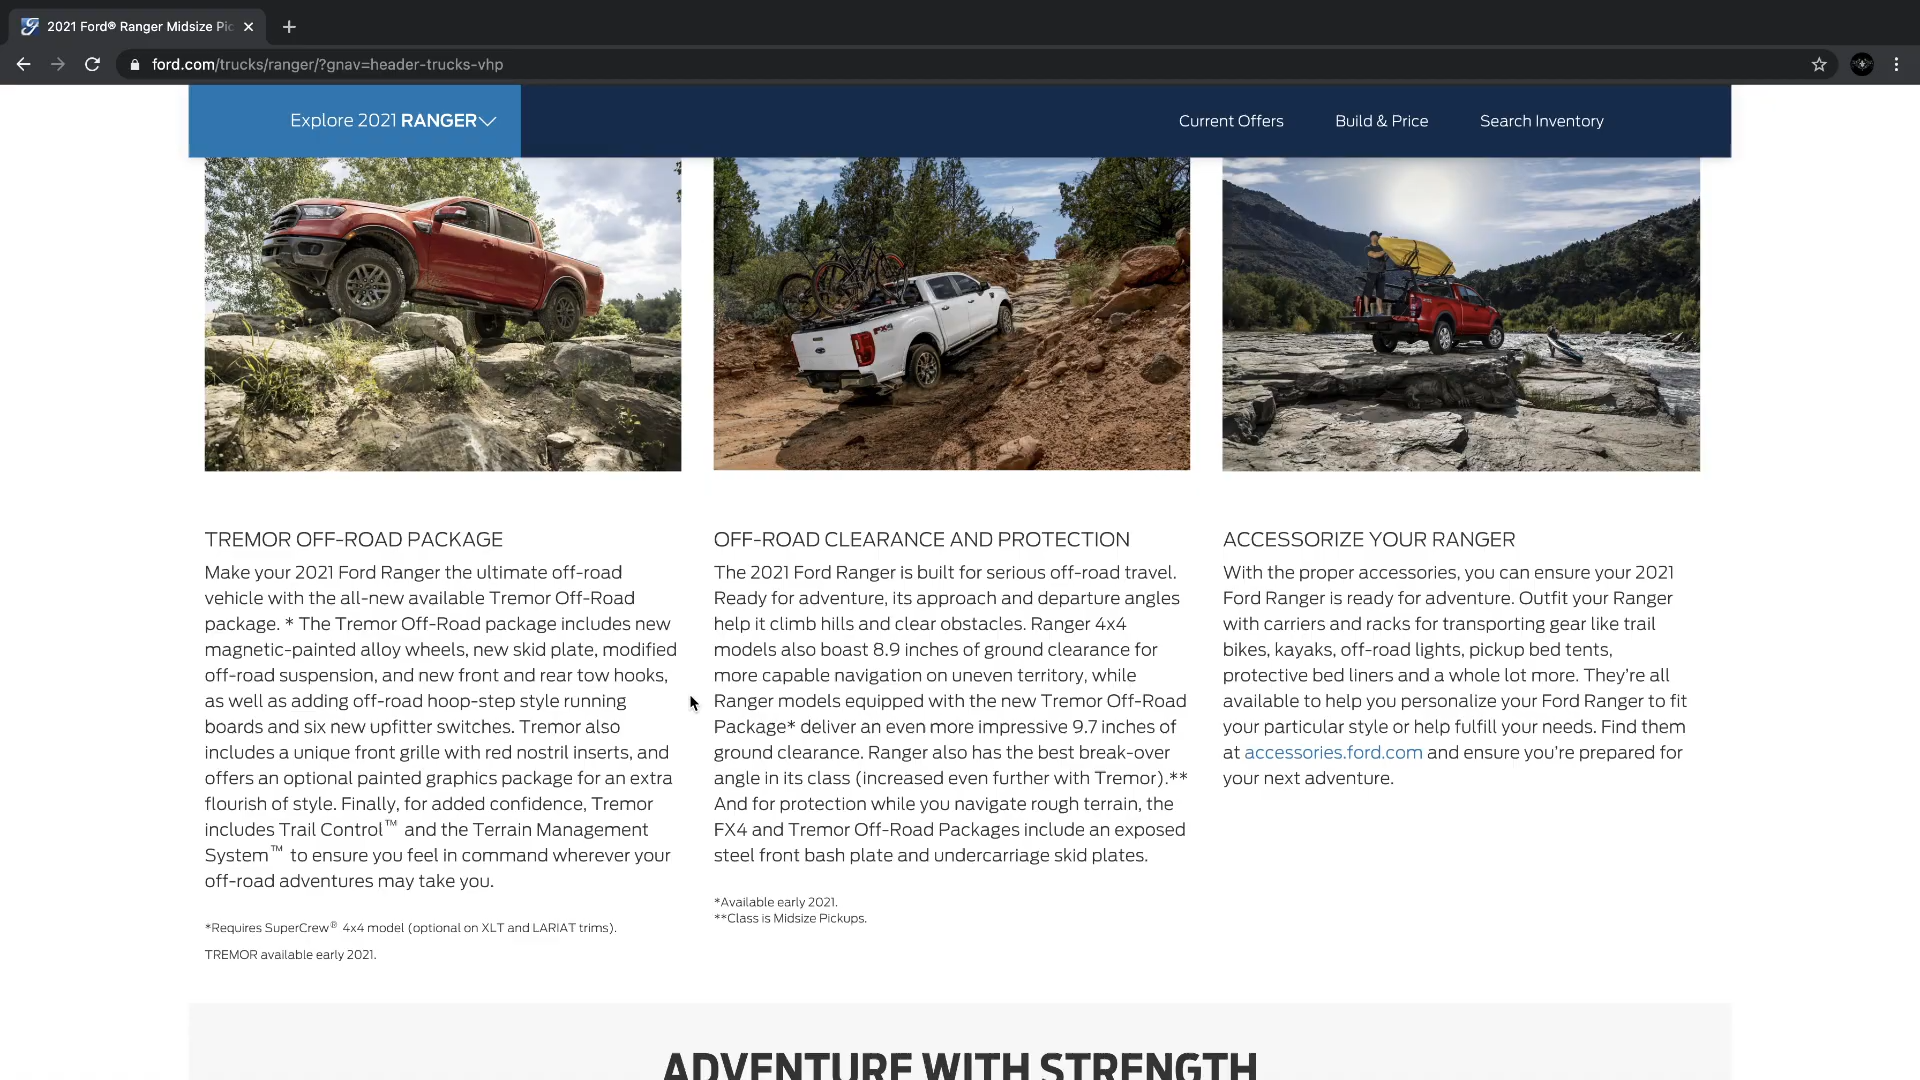 2021 Ford® Ranger Midsize Pic
ford.com/trucks/ranger/?gnav=header-trucks-vhp
Explore 2021 RANGER
Current Offers
Build & Price
Search Inventory
FX4
TREMOR OFF-ROAD PACKAGE
Make your 2021 Ford Ranger the ultimate off-road
vehicle with the all-new available Tremor Off-Road
package. * The Tremor Off-Road package includes new
magnetic-painted alloy wheels, new skid plate, modified
off-road suspension, and new front and rear tow hooks,
as well as adding off-road hoop-step style running
boards and six new upfitter switches. Tremor also
includes a unique front grille with red nostril inserts, and
offers an optional painted graphics package for an extra
flourish of style. Finally, for added confidence, Tremor
includes Trail Control™ and the Terrain Management
System™ to ensure you feel in command wherever your
off-road adventures may take you.
*Requires SuperCrew® 4x4 model (optional on XLT and LARIAT trims).
TREMOR available early 2021.
OFF-ROAD CLEARANCE AND PROTECTION
The 2021 Ford Ranger is built for serious off-road travel.
Ready for adventure, its approach and departure angles
help it climb hills and clear obstacles. Ranger 4x4
models also boast 8.9 inches of ground clearance for
more capable navigation on uneven territory, while
Ranger models equipped with the new Tremor Off-Road
Package* deliver an even more impressive 9.7 inches of
ground clearance. Ranger also has the best break-over
angle in its class (increased even further with Tremor).**
And for protection while you navigate rough terrain, the
FX4 and Tremor Off-Road Packages include an exposed
steel front bash plate and undercarriage skid plates.
*Available early 2021.
**Class is Midsize Pickups.
ACCESSORIZE YOUR RANGER
With the proper accessories, you can ensure your 2021
Ford Ranger is ready for adventure. Outfit your Ranger
with carriers and racks for transporting gear like trail
bikes, kayaks, off-road lights, pickup bed tents,
protective bed liners and a whole lot more. They’re all
available to help you personalize your Ford Ranger to fit
your particular style or help fulfill your needs. Find them
at accessories.ford.com and ensure you’re prepared for
your next adventure.
ADVENTURE WITH STRENGTH